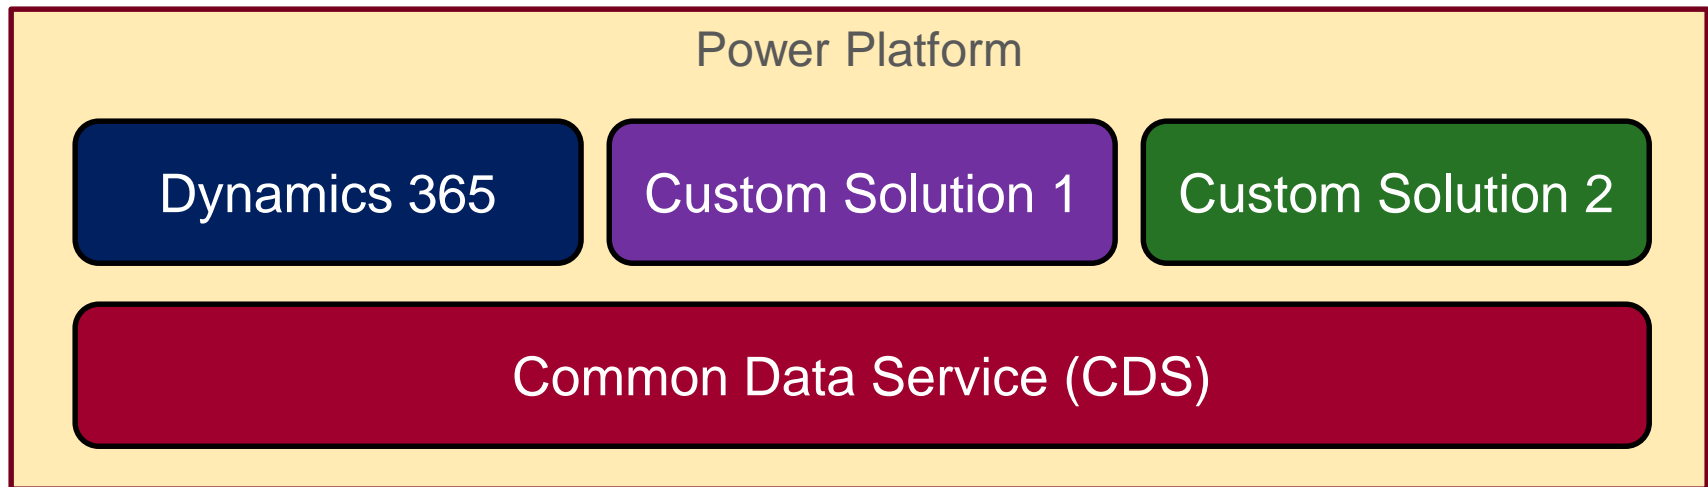 Power Platform
Dynamics 365
Custom Solution 1
Custom Solution 2
Common Data Service (CDS)